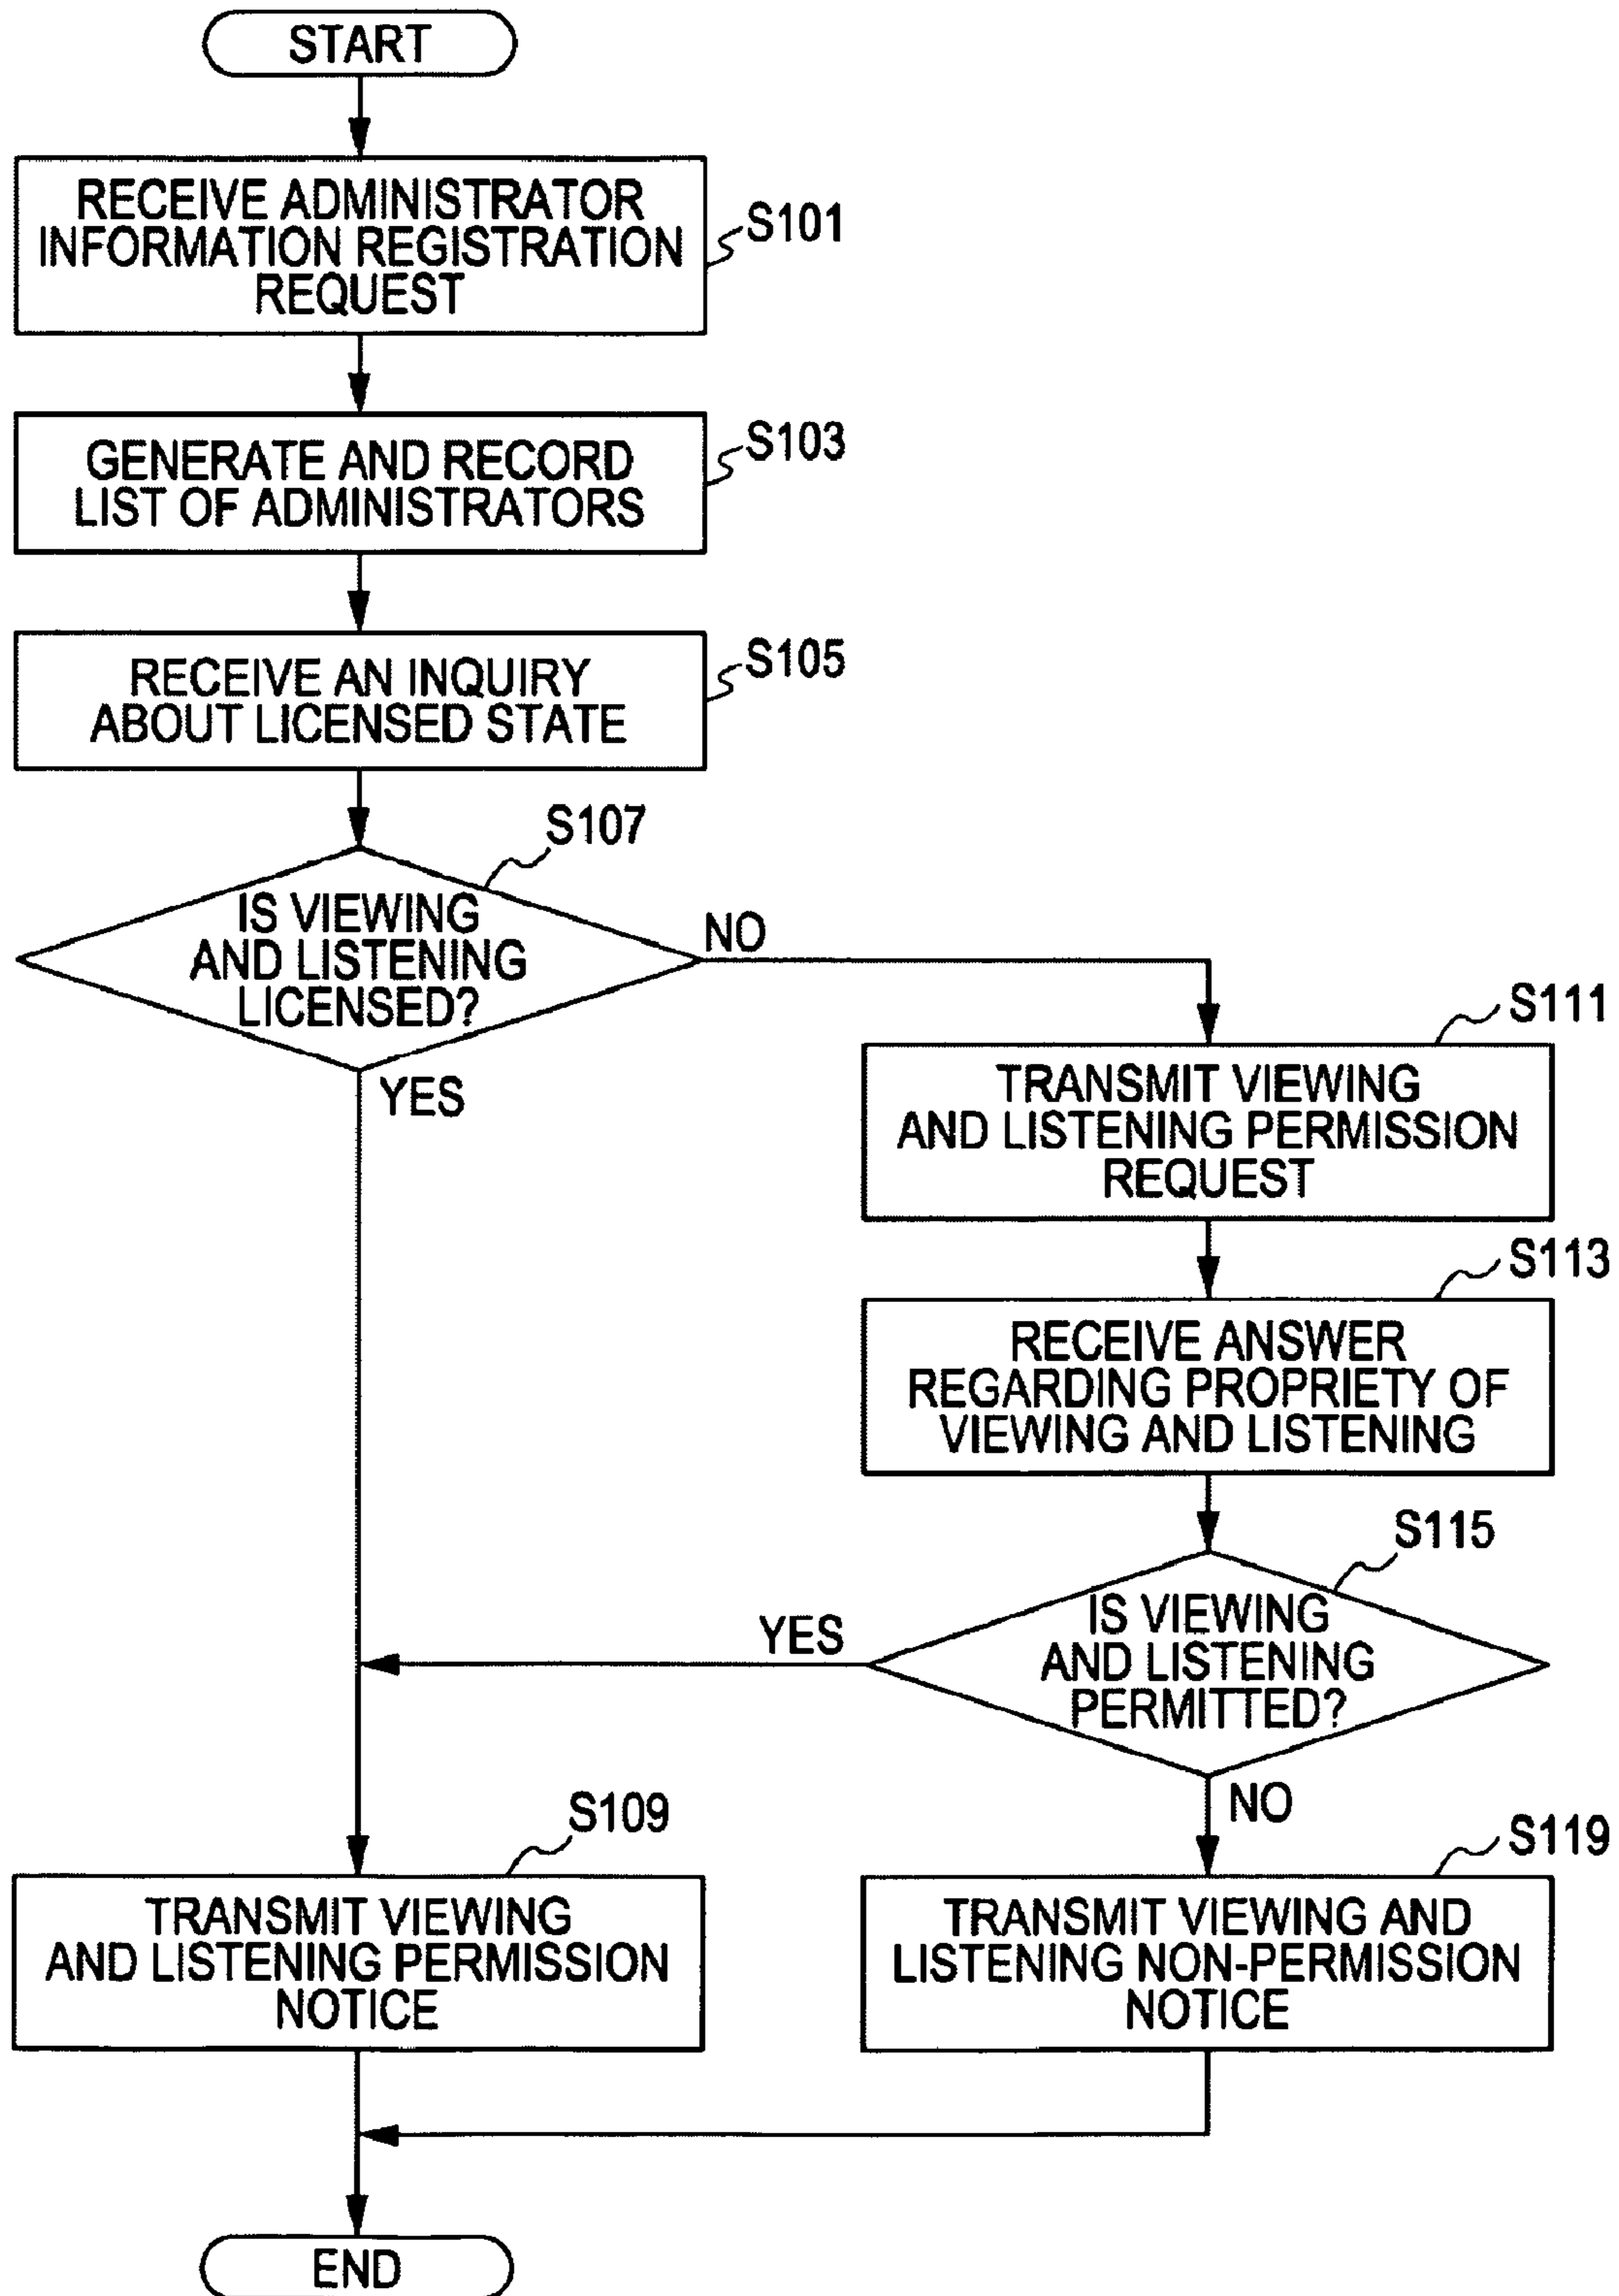 START
RECEIVE ADMINISTRATOR
INFORMATION REGISTRATION
REQUEST
S101
GENERATE AND RECORD
LIST OF ADMINISTRATORS
S103
RECEIVE AN INQUIRY
ABOUT LICENSED STATE
S105
S107
IS VIEWING
AND LISTENING
LICENSED?
NO
YES
S111
TRANSMIT VIEWING
AND LISTENING PERMISSION
REQUEST
S113
RECEIVE ANSWER
REGARDING PROPRIETY OF
VIEWING AND LISTENING
S115
IS VIEWING
AND LISTENING
PERMITTED?
YES
NO
S109
TRANSMIT VIEWING
AND LISTENING PERMISSION
NOTICE
S119
TRANSMIT VIEWING AND
LISTENING NON-PERMISSION
NOTICE
END